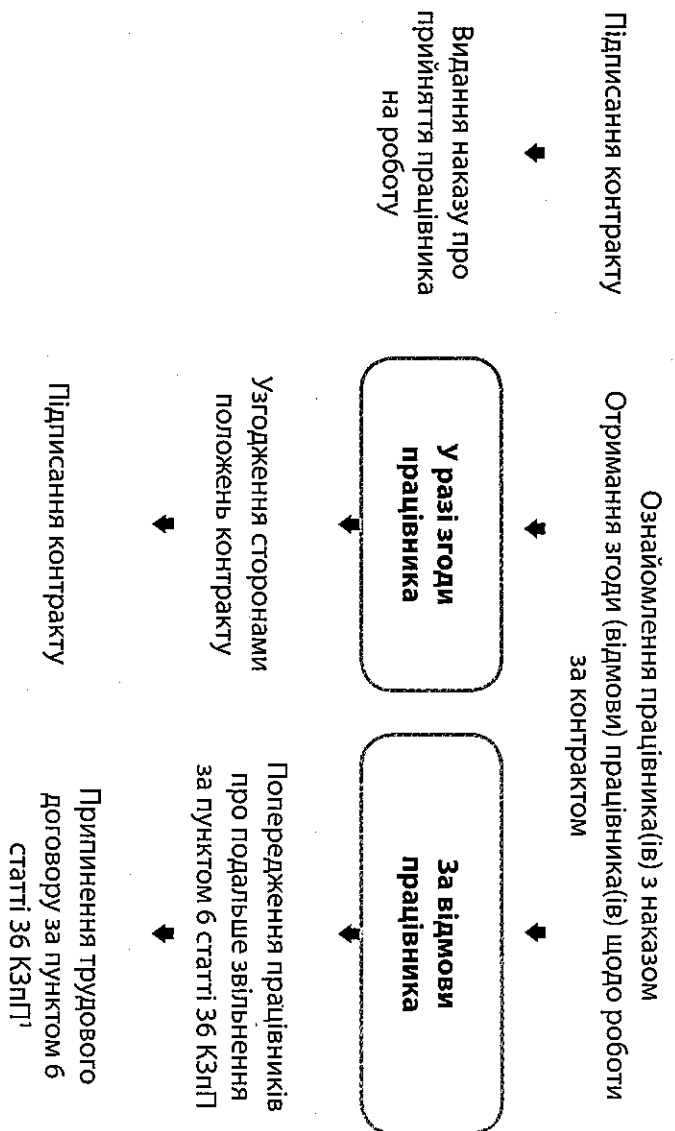 Підписання контракту
Видання наказу про
прийняття працівника
на роботу
Ознайомлення працівника(ів) з наказом
Отримання згоди (відмови) працівника(ів) щодо роботи
за контрактом
У разі згоди
працівника
Узгодження сторонами
положень контракту
Підписання контракту
За відмови
працівника
Попередження працівників
про подальше звільнення
за пунктом 6 статті 36 КЗпП
Припинення трудового
договору за пунктом 6
статті 36 КЗпП¹